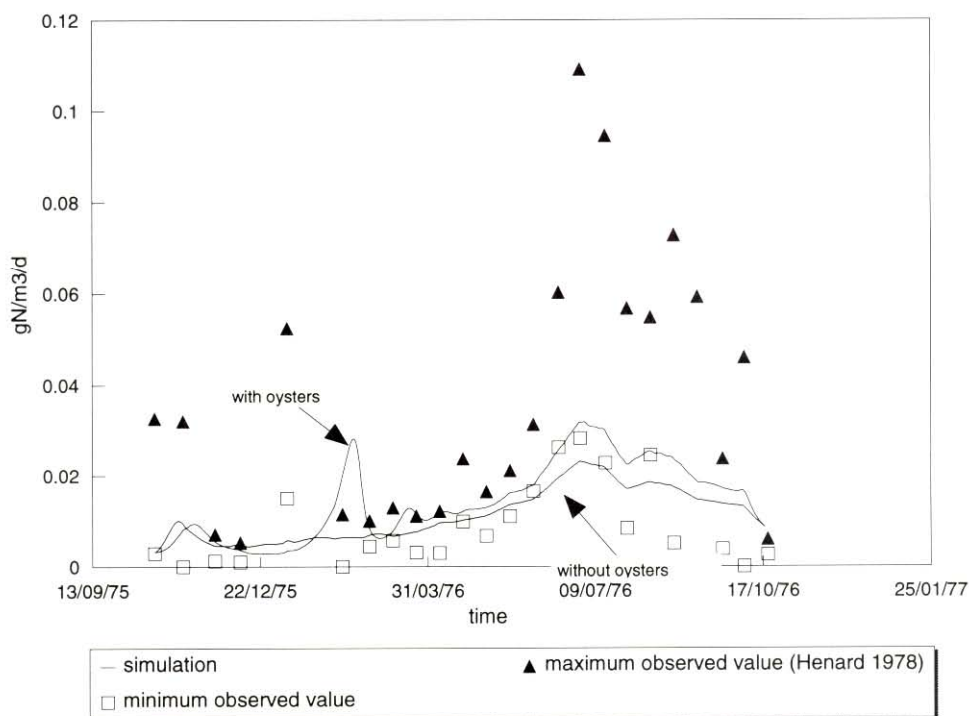 0.12
0.1
0.08
gN/m3/d
0.06
0.04
with oysters
0.02
without oysters
0
13/09/75 22/12/75 31/03/76 09/07/76 17/10/76 25/01/77
time
simulation
maximum observed value (Henard 1978)
minimum observed value